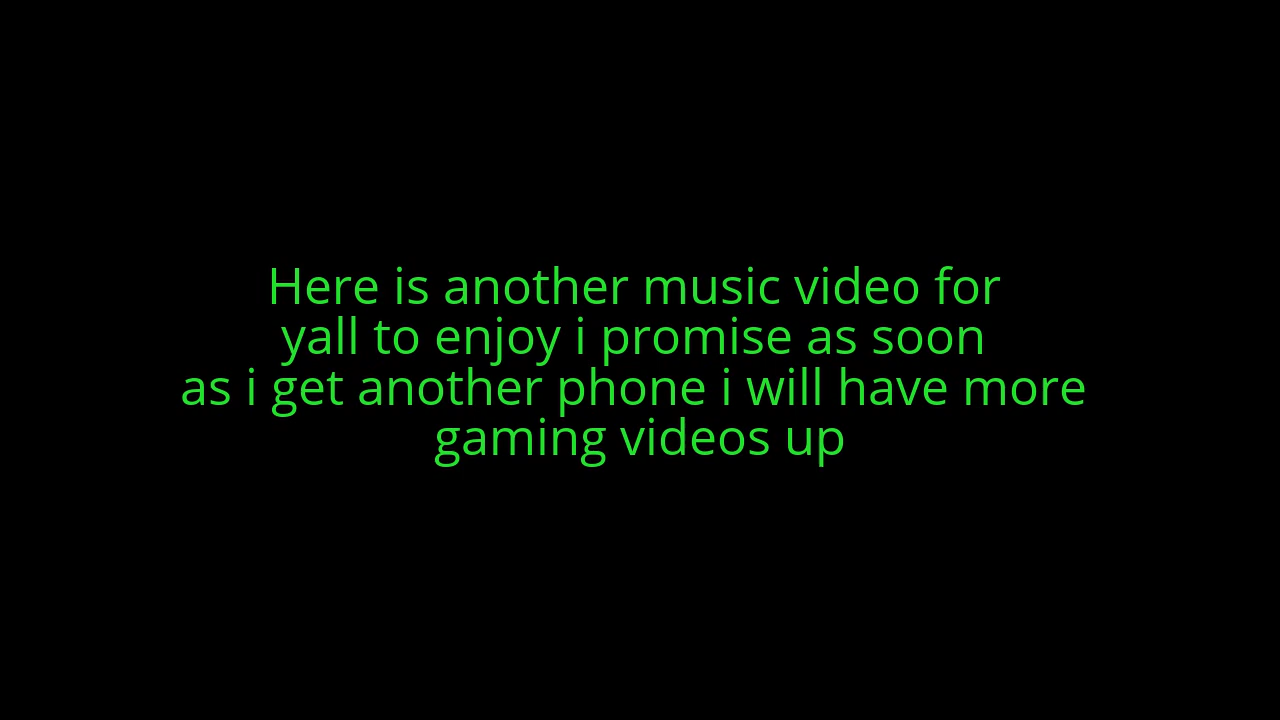 Here is another music video for
yall to enjoy i promise as soon
as i get another phone i will have more
gaming videos up